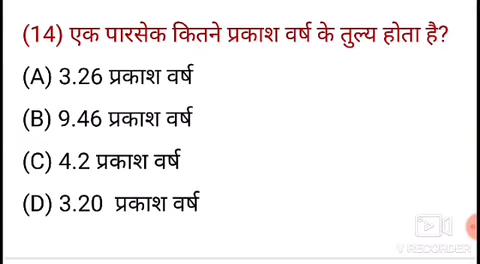 (14) एक पारसेक कितने प्रकाश वर्ष के तुल्य होता है?
(A) 3.26 प्रकाश वर्ष
(B) 9.46 प्रकाश वर्ष
(C) 4.2 प्रकाश वर्ष
(D) 3.20 प्रकाश वर्ष
V RECORDER